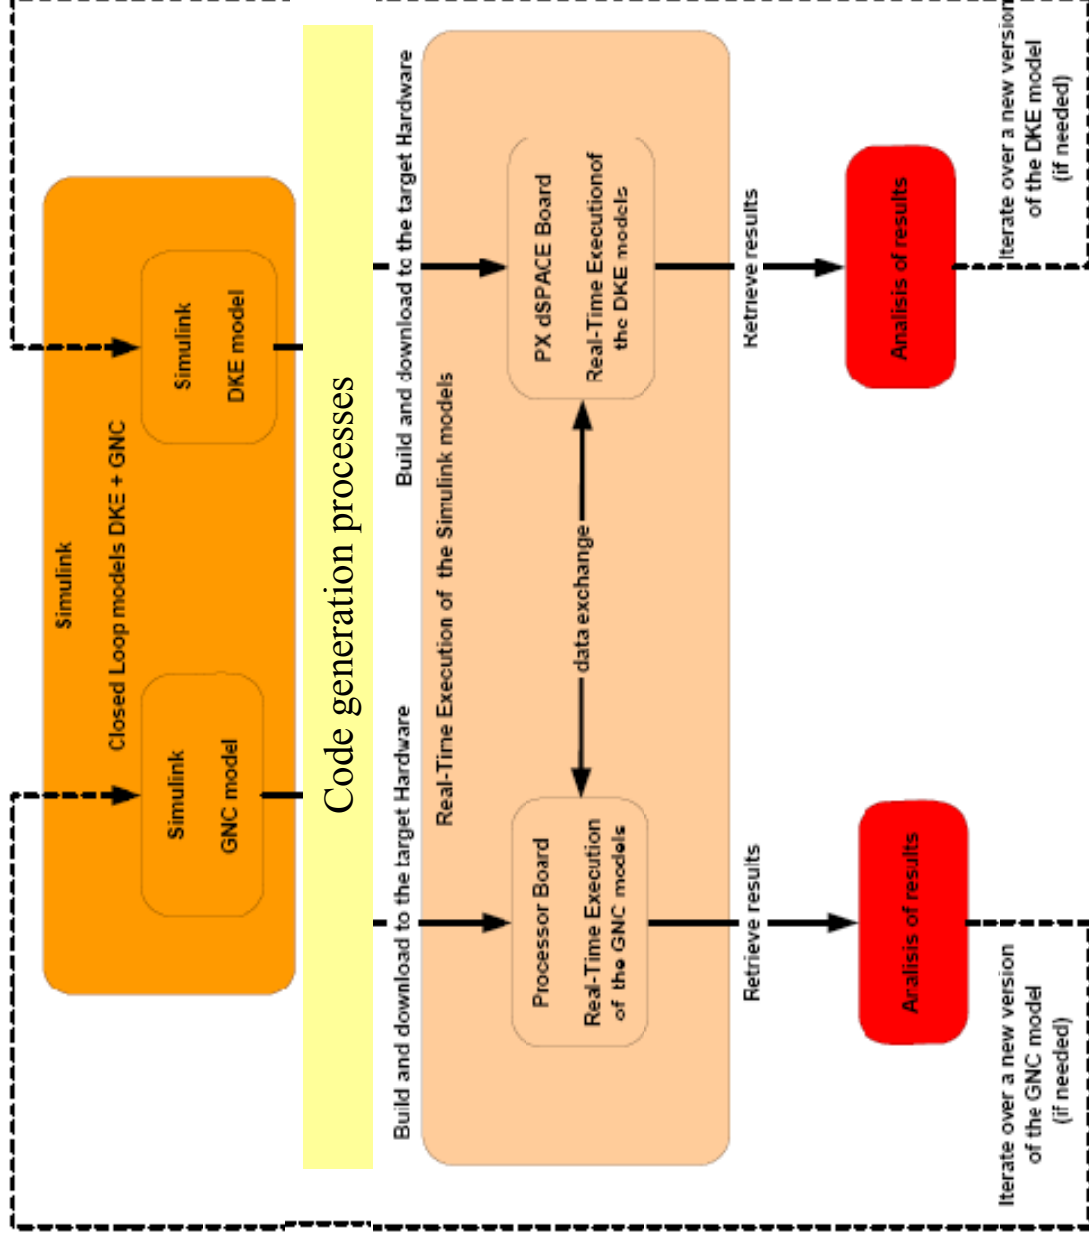 Simulink
Closed Loop models DKE + GNC
Simulink
GNC model
Simulink
DKE model
Code generation processes
Build and download to the target Hardware
Build and download to the target Hardware
Real-Time Execution of the Simulink models
Processor Board
Real-Time Execution
of the GNC models
data exchange
PX dSPACE Board
Real-Time Executionof
the DKE models
Retrieve results
Retrieve results
Analisis of results
Analisis of results
Iterate over a new version
of the GNC model
(if needed)
Iterate over a new version
of the DKE model
(if needed)